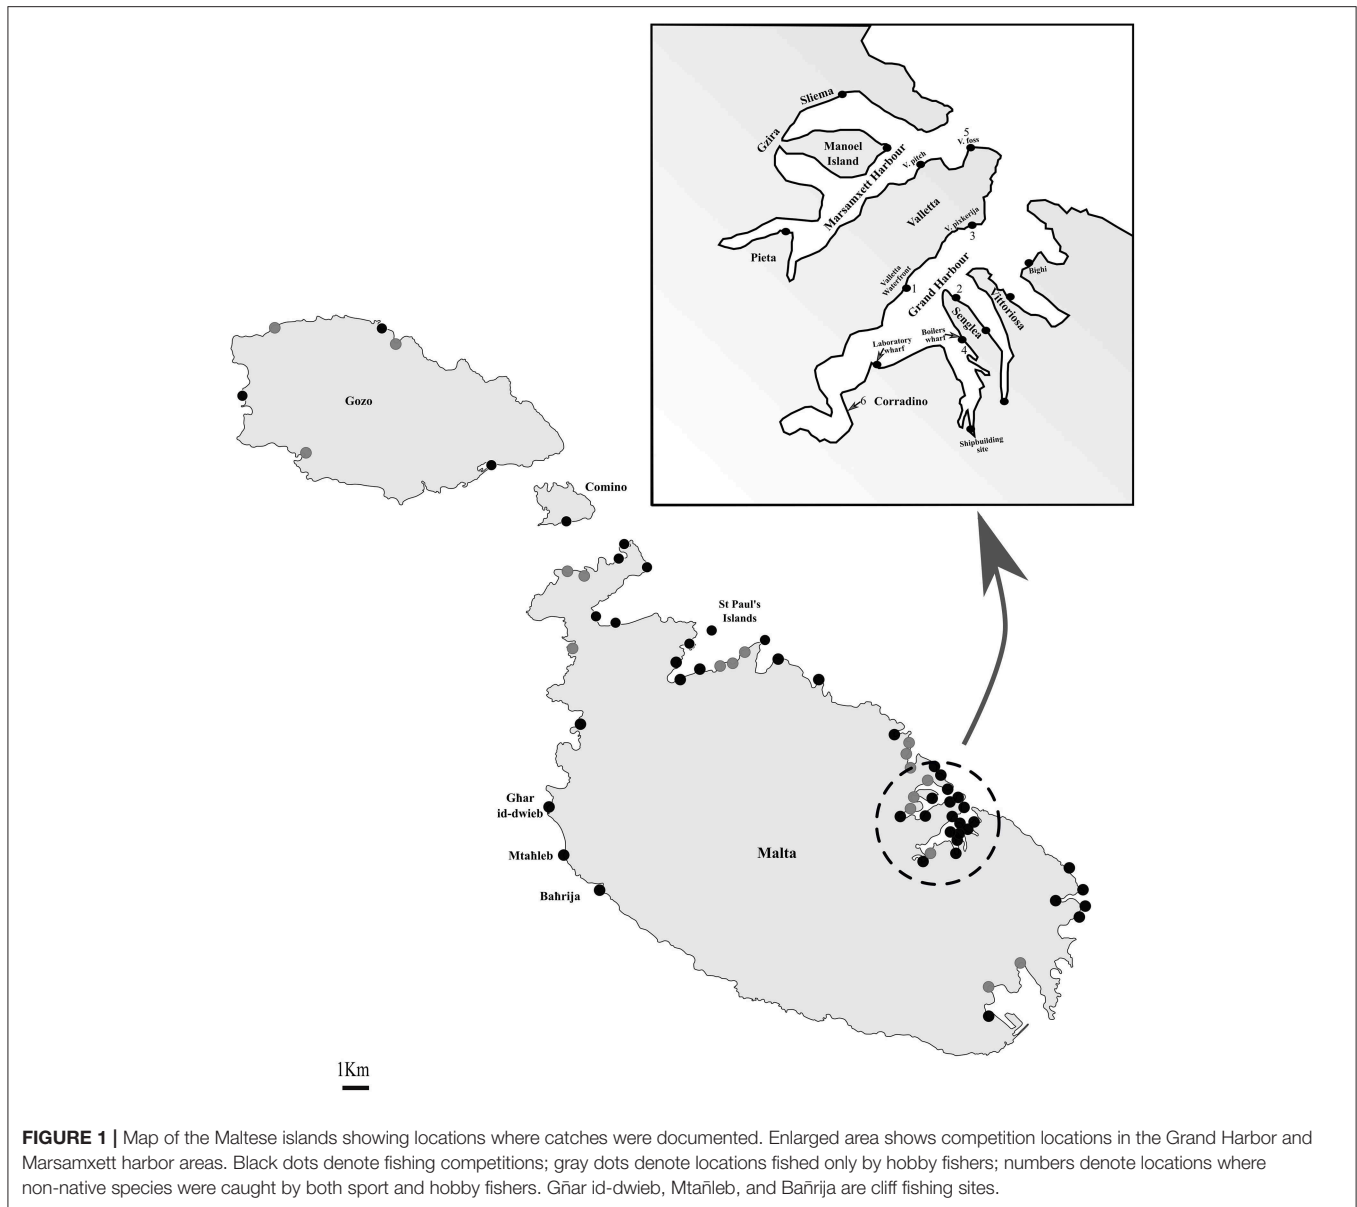 Sliema
Gzira
Manoel
Island
Marsamxett Harbour
5
V. foss
V. pitch
Valletta
V. pixkerija
3
Pieta
Valletta
Waterfront
1
Grand Harbour
Bighi
2
Senglea
Vittoriosa
Boilers
wharf
4
Laboratory
wharf
6
Corradino
Shipbuilding
site
Gozo
Comino
St Paul's
Islands
Għar
id-dwieb
Mtaħleb
Baħrija
Malta
1Km
FIGURE 1 | Map of the Maltese islands showing locations where catches were documented. Enlarged area shows competition locations in the Grand Harbor and
Marsamxett harbor areas. Black dots denote fishing competitions; gray dots denote locations fished only by hobby fishers; numbers denote locations where
non-native species were caught by both sport and hobby fishers. Gñar id-dwieb, Mtañleb, and Bañrija are cliff fishing sites.